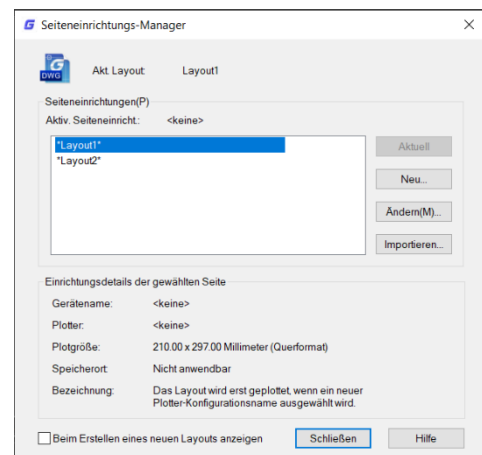 Seiteneinrichtungs-Manager
G
DWG
Akt. Layout: Layout1
Seiteneinrichtungen(P)
Aktiv. Seiteneinricht.: <keine>
*Layout1*
*Layout2*
Aktuell
Neu...
Ändern(M)...
Importieren...
Einrichtungsdetails der gewählten Seite
Gerätename: <keine>
Plotter: <keine>
Plotgröße: 210.00 x 297.00 Millimeter (Querformat)
Speicherort: Nicht anwendbar
Bezeichnung: Das Layout wird erst geplottet, wenn ein neuer
Plotter-Konfigurationsname ausgewählt wird.
Beim Erstellen eines neuen Layouts anzeigen
Schließen
Hilfe